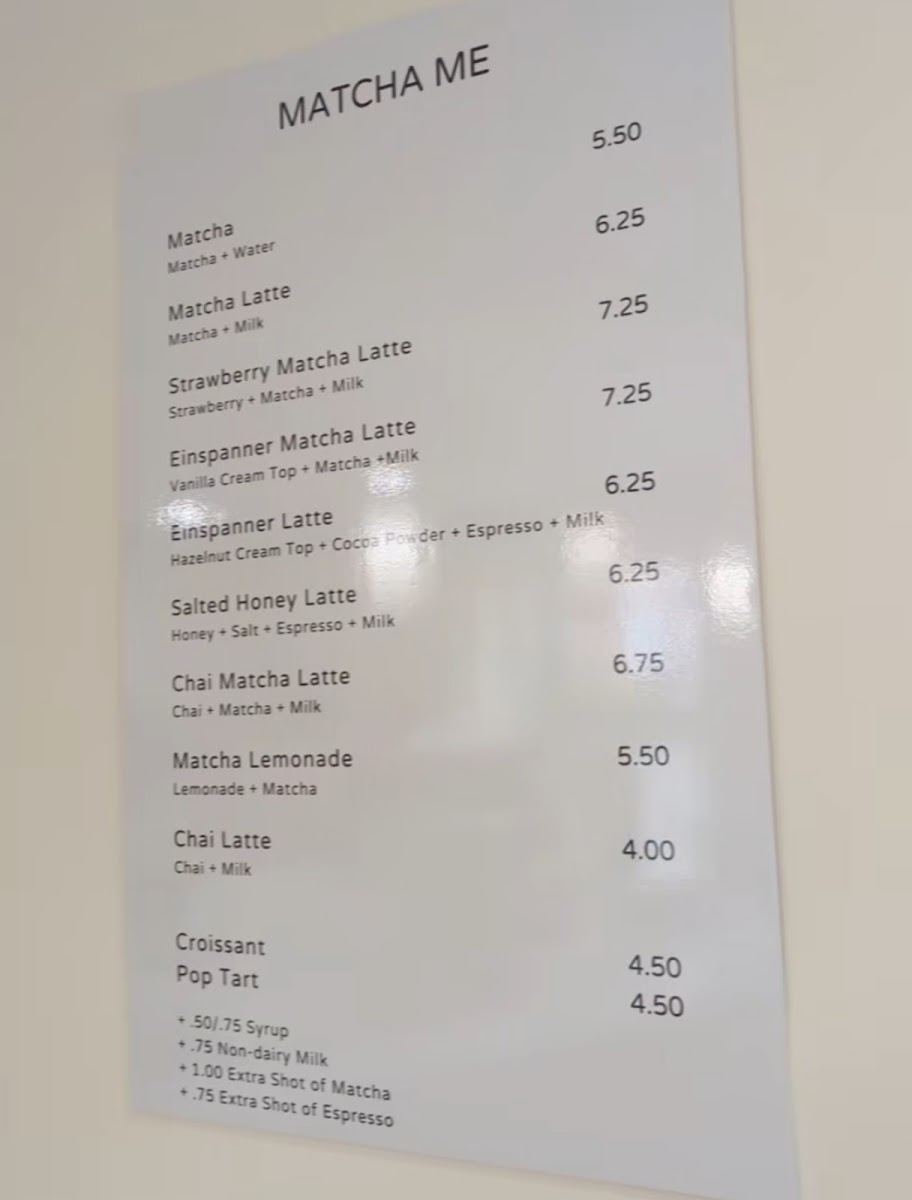 MATCHA ME
Matcha 5.50
Matcha + Water
Matcha Latte 6.25
Matcha + Milk
Strawberry Matcha Latte 7.25
Strawberry + Matcha + Milk
Einspanner Matcha Latte 7.25
Vanilla Cream Top + Matcha +Milk
Einspanner Latte 6.25
Hazelnut Cream Top + Cocoa Powder + Espresso + Milk
Salted Honey Latte 6.25
Honey + Salt + Espresso + Milk
Chai Matcha Latte 6.75
Chai + Matcha + Milk
Matcha Lemonade 5.50
Lemonade + Matcha
Chai Latte 4.00
Chai + Milk
Croissant 4.50
Pop Tart 4.50
+ .50/.75 Syrup
+ .75 Non-dairy Milk
+ 1.00 Extra Shot of Matcha
+ .75 Extra Shot of Espresso